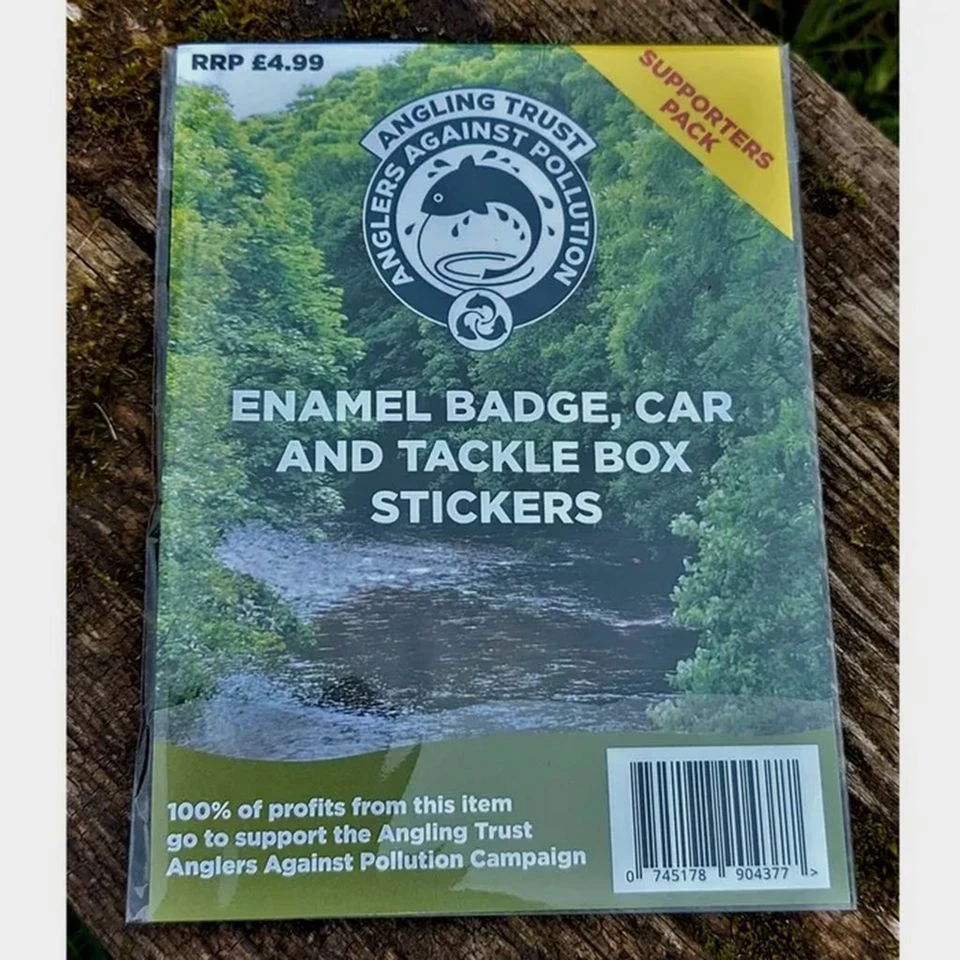 RRP £4.99
SUPPORTERS
PACK
ANGLING TRUST
ANGLERS AGAINST POLLUTION
ENAMEL BADGE, CAR
AND TACKLE BOX
STICKERS
100% of profits from this item
go to support the Angling Trust
Anglers Against Pollution Campaign
0 745178 904377 >